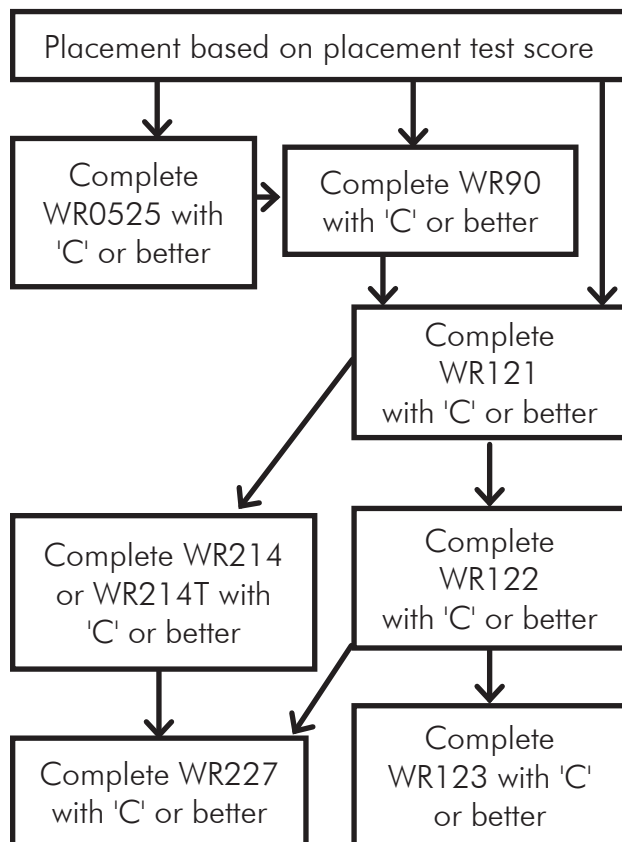 Placement based on placement test score
Complete
WR0525 with
'C' or better
Complete WR90
with 'C' or better
Complete
WR121
with 'C' or better
Complete WR214
or WR214T with
'C' or better
Complete
WR122
with 'C' or better
Complete WR227
with 'C' or better
Complete
WR123 with 'C'
or better